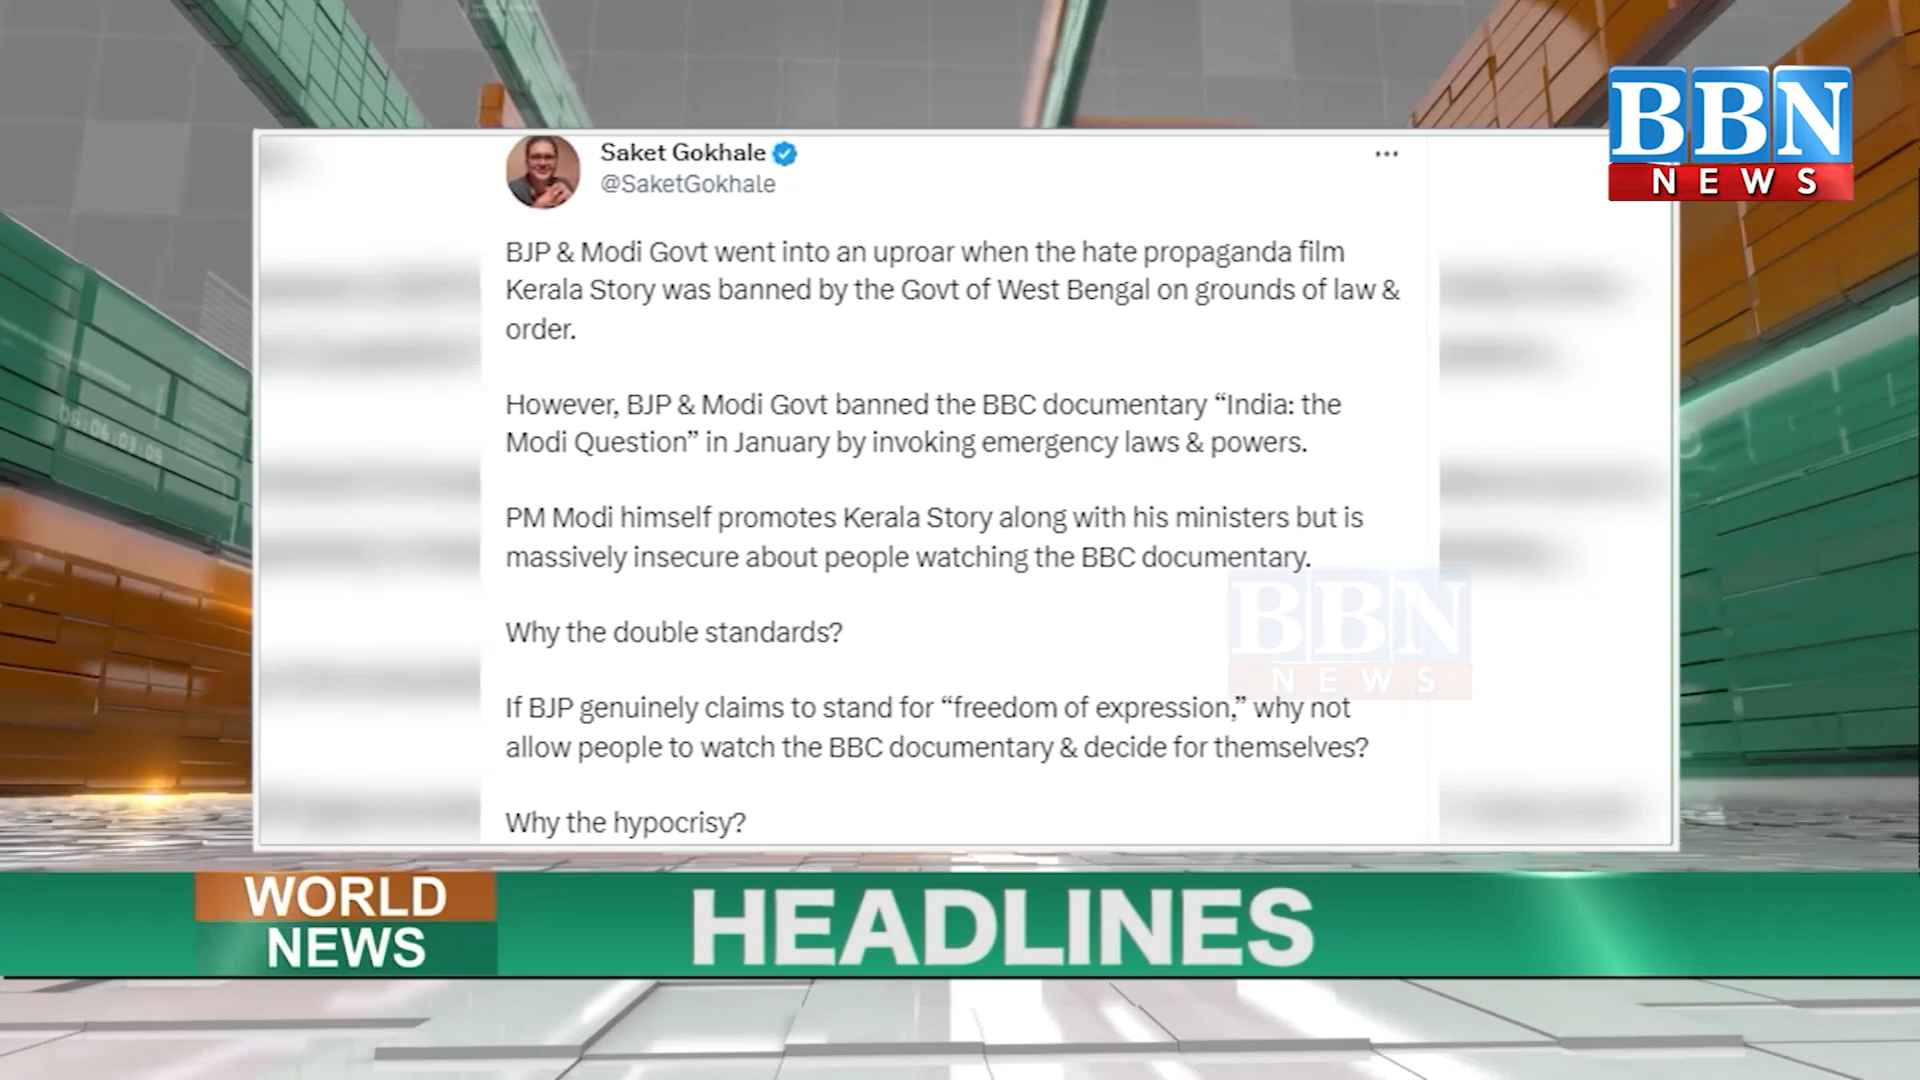 BBN
NEWS
Saket Gokhale
@SaketGokhale
BJP & Modi Govt went into an uproar when the hate propaganda film
Kerala Story was banned by the Govt of West Bengal on grounds of law &
order.
However, BJP & Modi Govt banned the BBC documentary “India: the
Modi Question” in January by invoking emergency laws & powers.
PM Modi himself promotes Kerala Story along with his ministers but is
massively insecure about people watching the BBC documentary.
Why the double standards?
BBN
NEWS
If BJP genuinely claims to stand for “freedom of expression,” why not
allow people to watch the BBC documentary & decide for themselves?
Why the hypocrisy?
WORLD
NEWS
HEADLINES